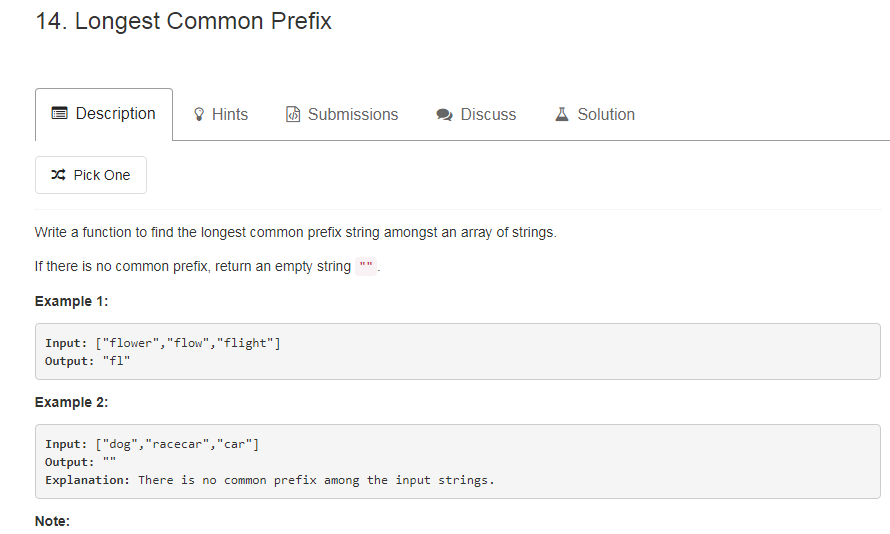 14. Longest Common Prefix
Description Hints Submissions Discuss Solution
Pick One
Write a function to find the longest common prefix string amongst an array of strings.
If there is no common prefix, return an empty string "".
Example 1:
Input: ["flower","flow","flight"]
Output: "fl"
Example 2:
Input: ["dog","racecar","car"]
Output: ""
Explanation: There is no common prefix among the input strings.
Note: